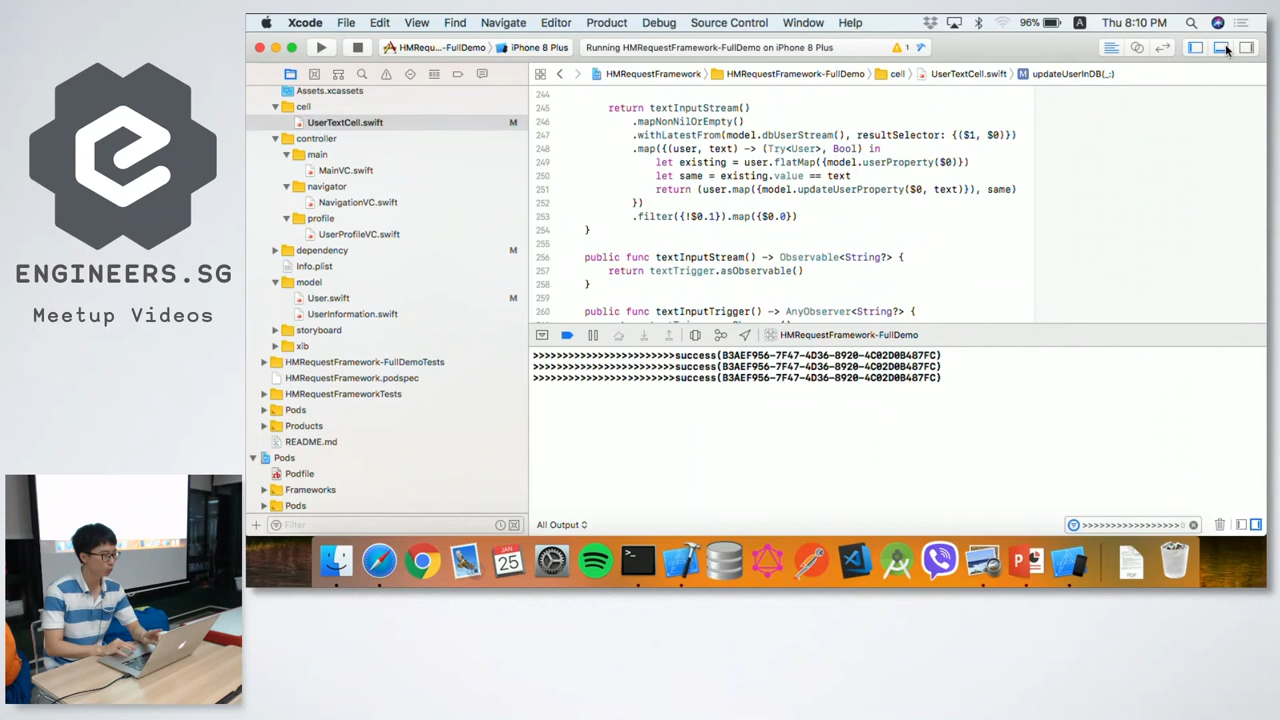 Xcode File Edit View Find Navigate Editor Product Debug Source Control Window Help
96% A Thu 8:10 PM
HMRequ...-FullDemo iPhone 8 Plus
Running HMRequestFramework-FullDemo on iPhone 8 Plus
1
HMRequestFramework HMRequestFramework-FullDemo cell UserTextCell.swift M updateUserInDB(_:)
Assets.xcassets
cell
UserTextCell.swift M
controller
main
MainVC.swift
navigator
NavigationVC.swift
profile
UserProfileVC.swift
dependency M
Info.plist
model
User.swift M
UserInformation.swift
storyboard
xib
HMRequestFramework-FullDemoTests
HMRequestFramework.podspec
HMRequestFrameworkTests
Pods
Products
README.md
Pods
Podfile
Frameworks
Pods
Filter
244
245 return textInputStream()
246 .mapNonNilOrEmpty()
247 .withLatestFrom(model.dbUserStream(), resultSelector: {($1, $0)})
248 .map({(user, text) -> (Try<User>, Bool) in
249 let existing = user.flatMap({model.userProperty($0)})
250 let same = existing.value == text
251 return (user.map({model.updateUserProperty($0, text)}), same)
252 })
253 .filter({!$0.1}).map({$0.0})
254 }
255
256 public func textInputStream() -> Observable<String?> {
257 return textTrigger.asObservable()
258 }
259
260 public func textInputTrigger() -> AnyObserver<String?> {
HMRequestFramework-FullDemo
>>>>>>>>>>>>>>>>>>>>>>>>success(B3AEF956-7F47-4D36-8920-4C02D0B487FC)
>>>>>>>>>>>>>>>>>>>>>>>>success(B3AEF956-7F47-4D36-8920-4C02D0B487FC)
>>>>>>>>>>>>>>>>>>>>>>>>success(B3AEF956-7F47-4D36-8920-4C02D0B487FC)
All Output
JAN
25
PDF
ENGINEERS.SG
Meetup Videos